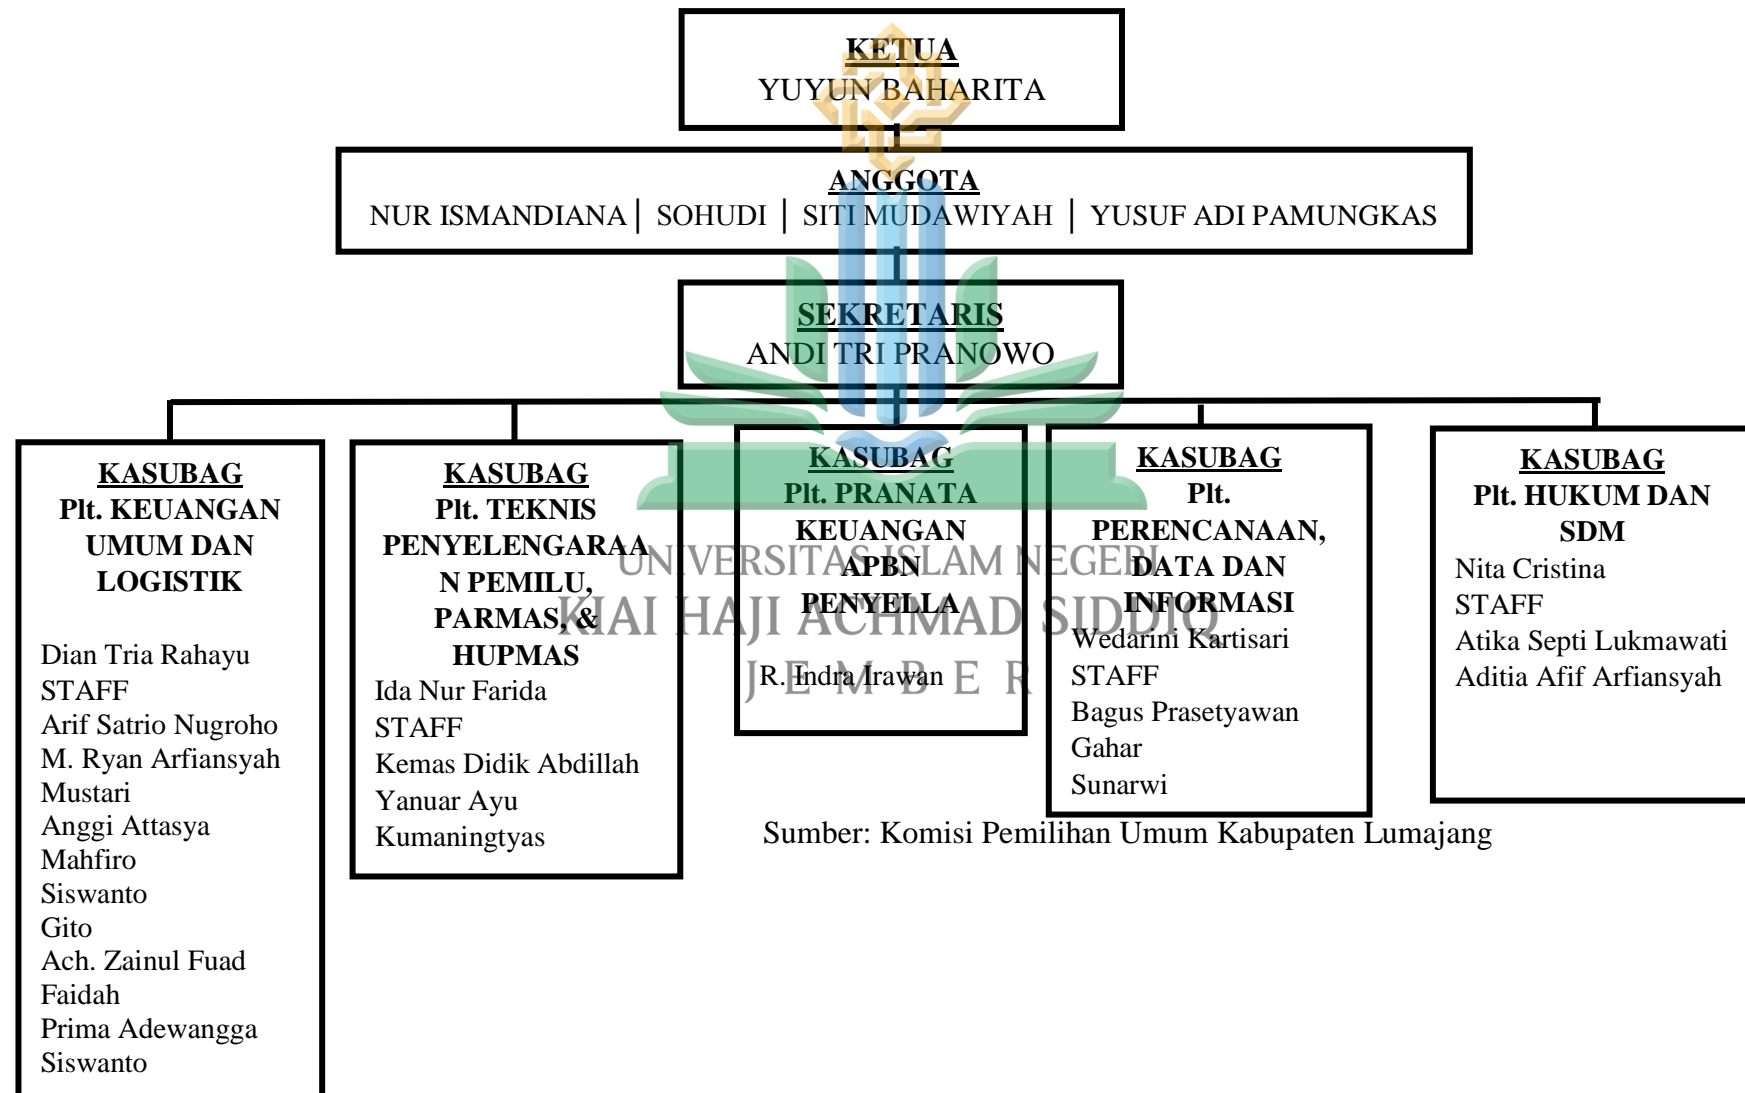 KETUA
YUYUN BAHARITA
ANGGOTA
NUR ISMANDIANA | SOHUDI | SITI MUDAWIYAH | YUSUF ADI PAMUNGKAS
SEKRETARIS
ANDI TRI PRANOWO
KASUBAG
Plt. KEUANGAN
UMUM DAN
LOGISTIK
Dian Tria Rahayu
STAFF
Arif Satrio Nugroho
M. Ryan Arfiansyah
Mustari
Anggi Attasya
Mahfiro
Siswanto
Gito
Ach. Zainul Fuad
Faidah
Prima Adewangga
Siswanto
KASUBAG
Plt. TEKNIS
PENYELENGARAA
N PEMILU,
PARMAS, &
HUPMAS
Ida Nur Farida
STAFF
Kemas Didik Abdillah
Yanuar Ayu
Kumaningtyas
KASUBAG
Plt. PRANATA
KEUANGAN
APBN
PENYELLA
R. Indra Irawan
KASUBAG
Plt.
PERENCANAAN,
DATA DAN
INFORMASI
Wedarini Kartisari
STAFF
Bagus Prasetyawan
Gahar
Sunarwi
KASUBAG
Plt. HUKUM DAN
SDM
Nita Cristina
STAFF
Atika Septi Lukmawati
Aditia Afif Arfiansyah
UNIVERSITAS ISLAM NEGERI
KIAI HAJI ACHMAD SIDDIQ
JEMBER
Sumber: Komisi Pemilihan Umum Kabupaten Lumajang